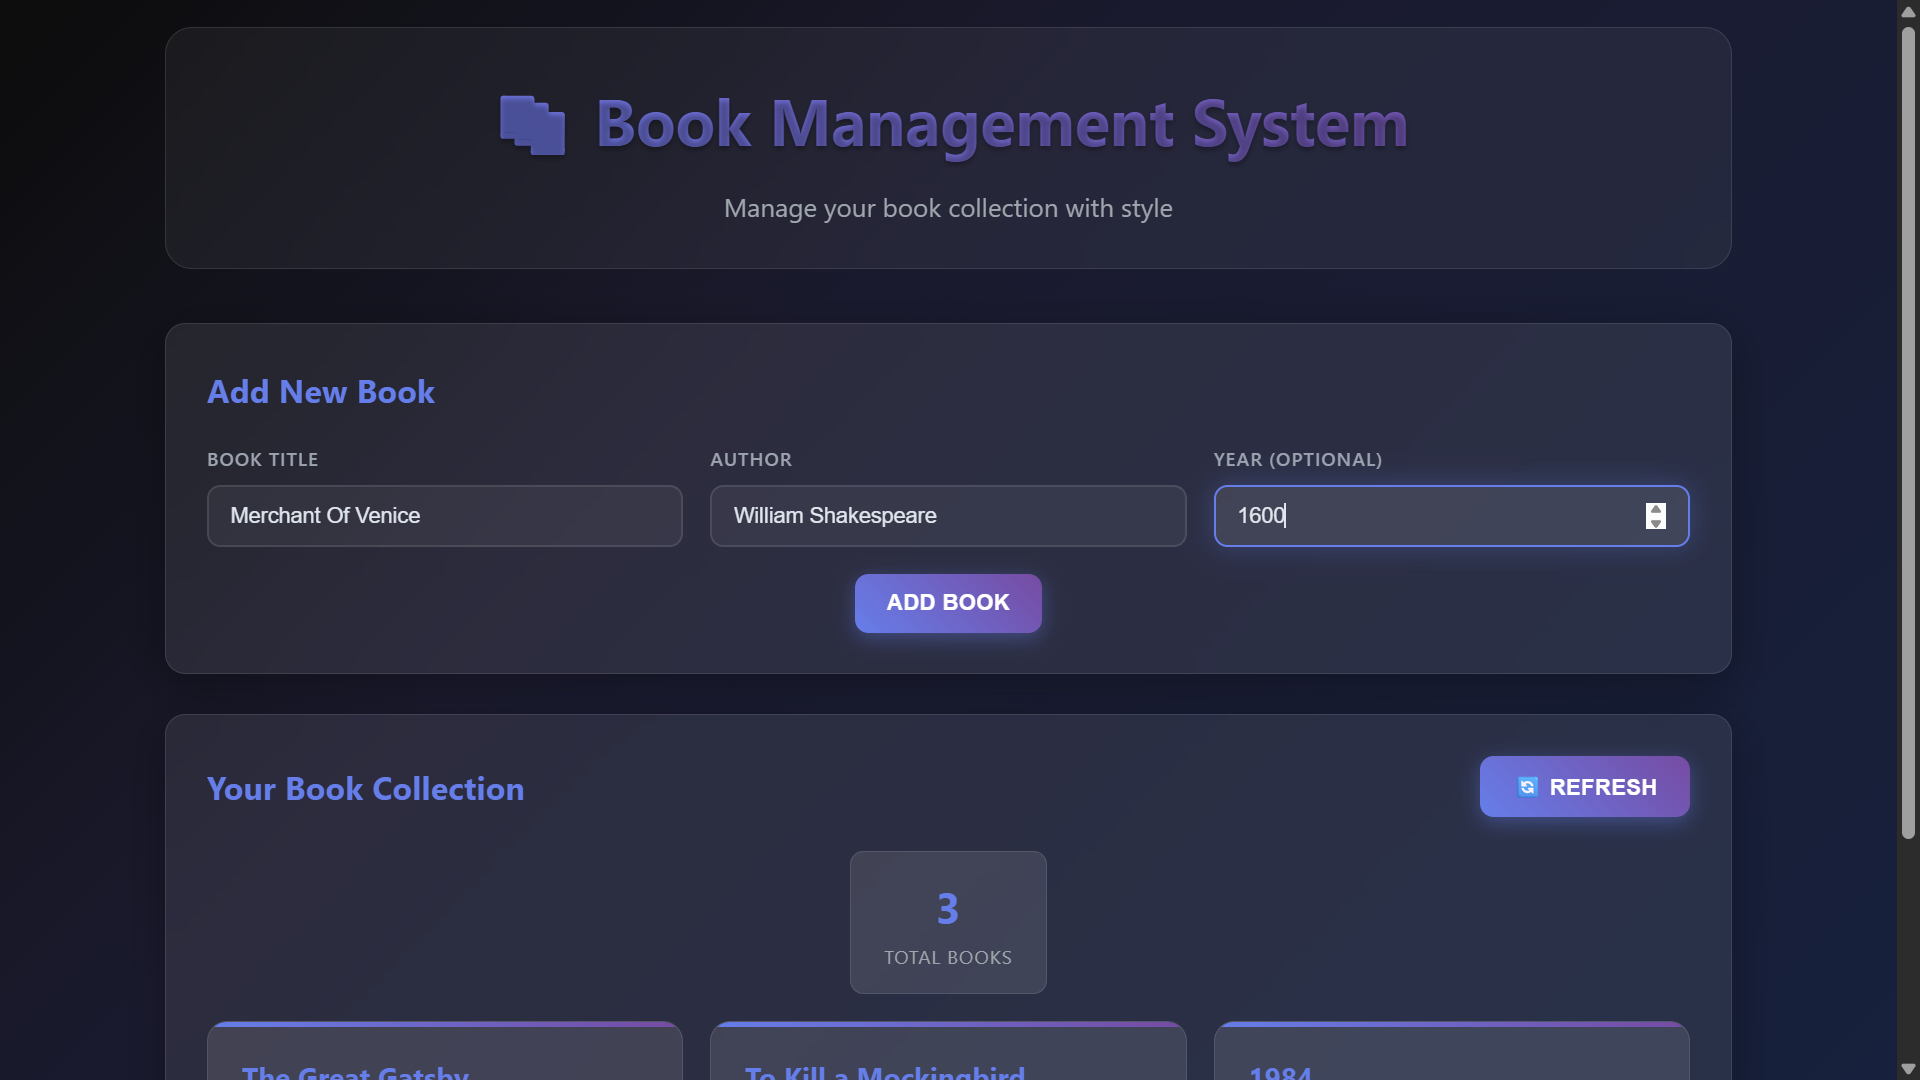 Book Management System
Manage your book collection with style
Add New Book
BOOK TITLE
AUTHOR
YEAR (OPTIONAL)
Merchant Of Venice
William Shakespeare
1600
ADD BOOK
Your Book Collection
REFRESH
3
TOTAL BOOKS
The Great Gatsby
To Kill a Mockingbird
1984